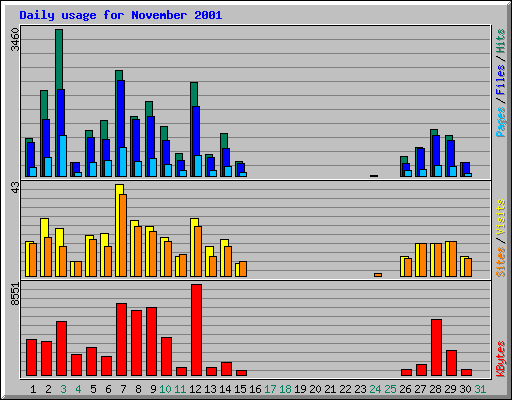 Daily usage for November 2001
3460
Pages / Files / Hits
43
Sites / Visits
8551
KBytes
1 2 3 4 5 6 7 8 9 10 11 12 13 14 15 16 17 18 19 20 21 22 23 24 25 26 27 28 29 30 31